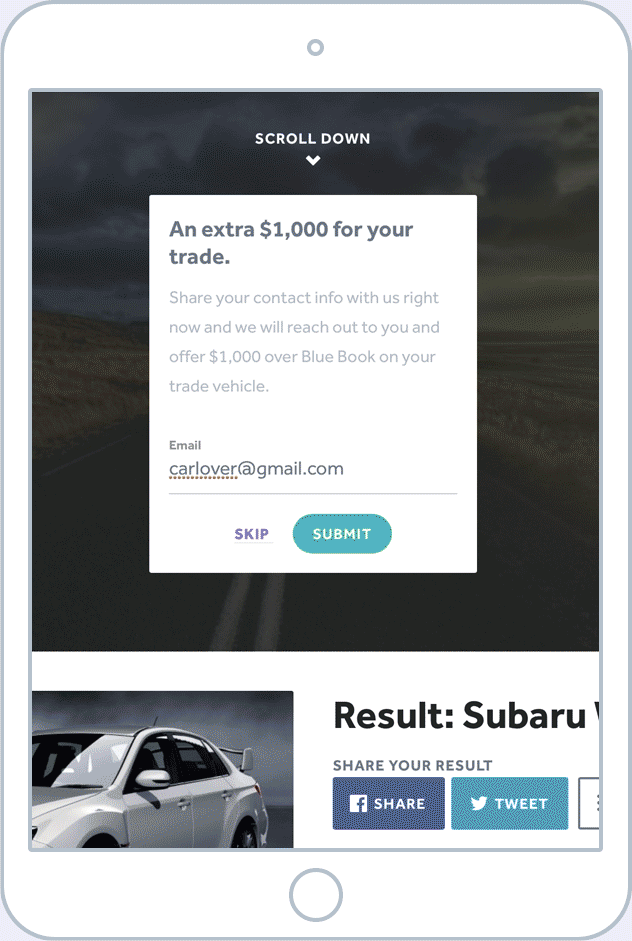 SCROLL DOWN
An extra $1,000 for your
trade.
Share your contact info with us right
now and we will reach out to you and
offer $1,000 over Blue Book on your
trade vehicle.
Email
carlover@gmail.com
SKIP SUBMIT
Result: Subaru
SHARE YOUR RESULT
SHARE TWEET